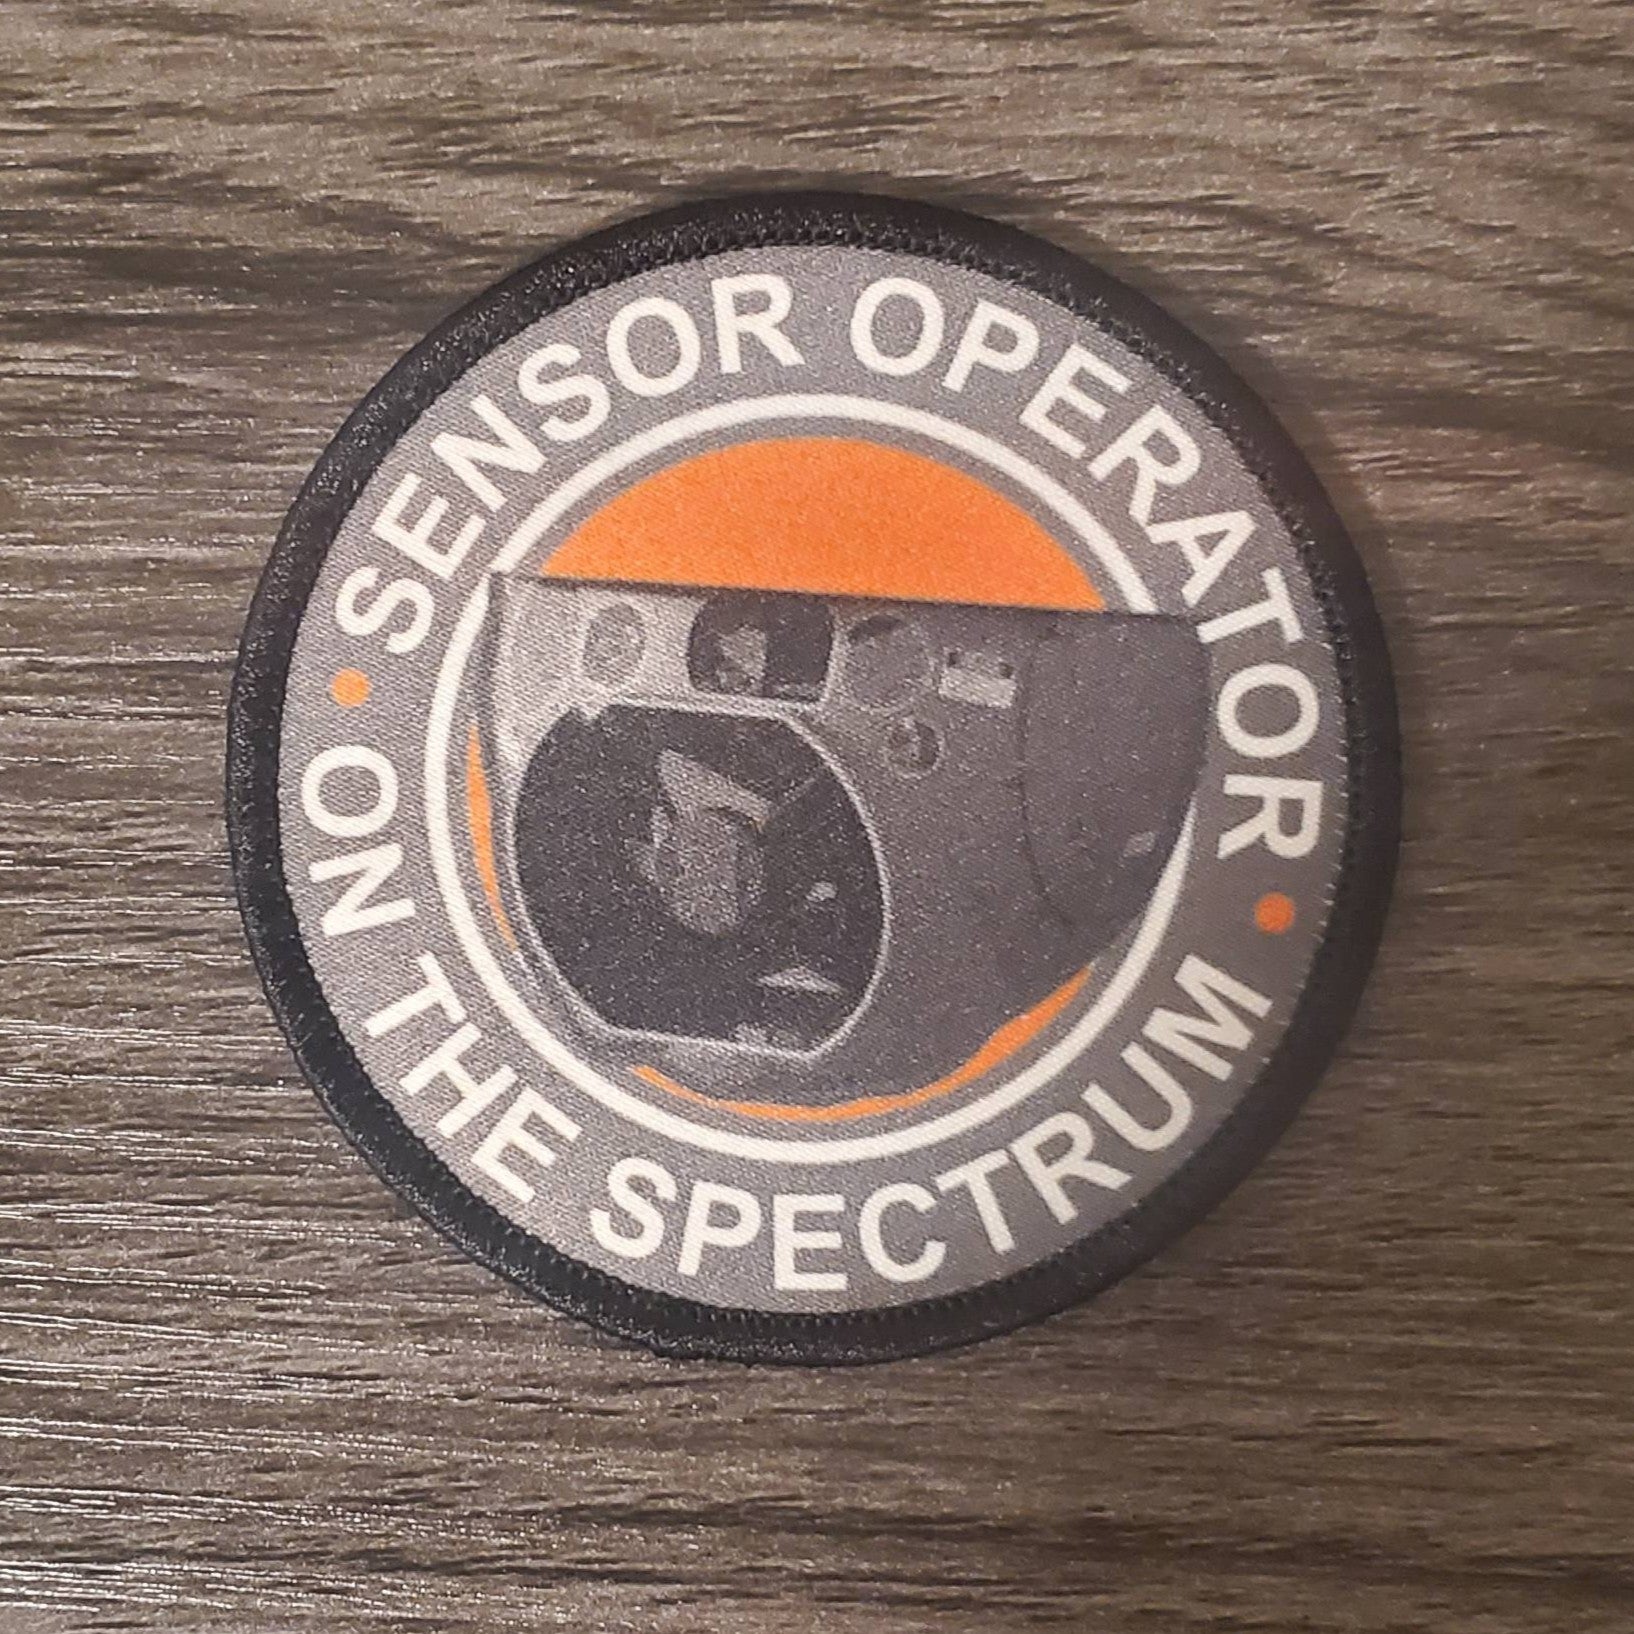 SENSOR OPERATOR
ON THE SPECTRUM